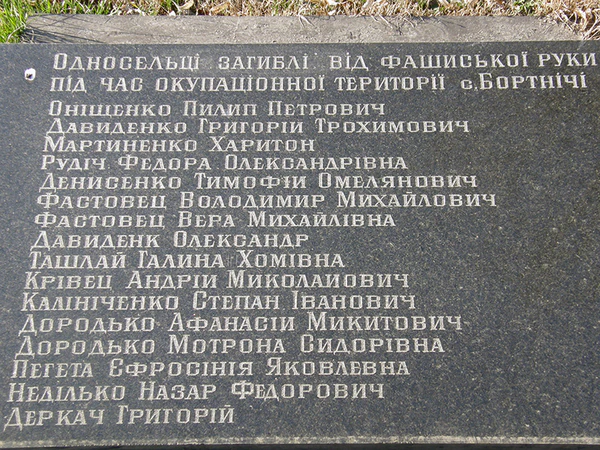 Односельці загиблі від фашиської руки
під час окупаціонної території с.Бортнічі
Оніщенко Пилип Петрович
Давиденко Григорій Трохимович
Мартиненко Харитон
Рудіч Федора Олександрівна
Денисенко Тимофій Омелянович
Фастовец Володимир Михайлович
Фастовец Вера Михайлівна
Давиденк Олександр
Ташлай Галина Хомівна
Крівец Андрій Миколайович
Калініченко Степан Іванович
Дородько Афанасій Микитович
Дородько Мотрона Сидорівна
Пегета Єфросінія Яковлевна
Неділько Назар Федорович
Деркач Григорій